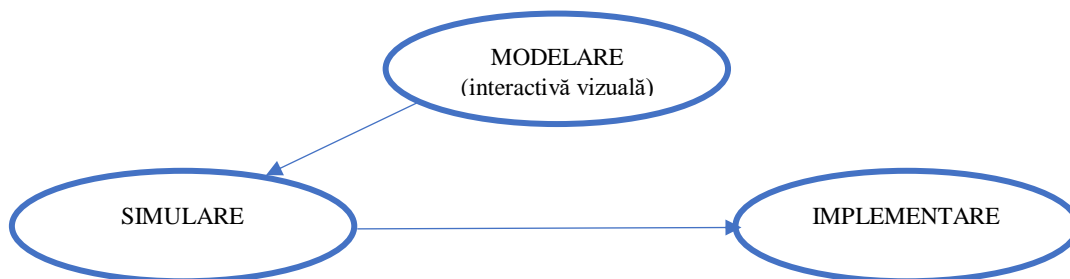 MODELARE
(interactivă vizuală)
SIMULARE
IMPLEMENTARE